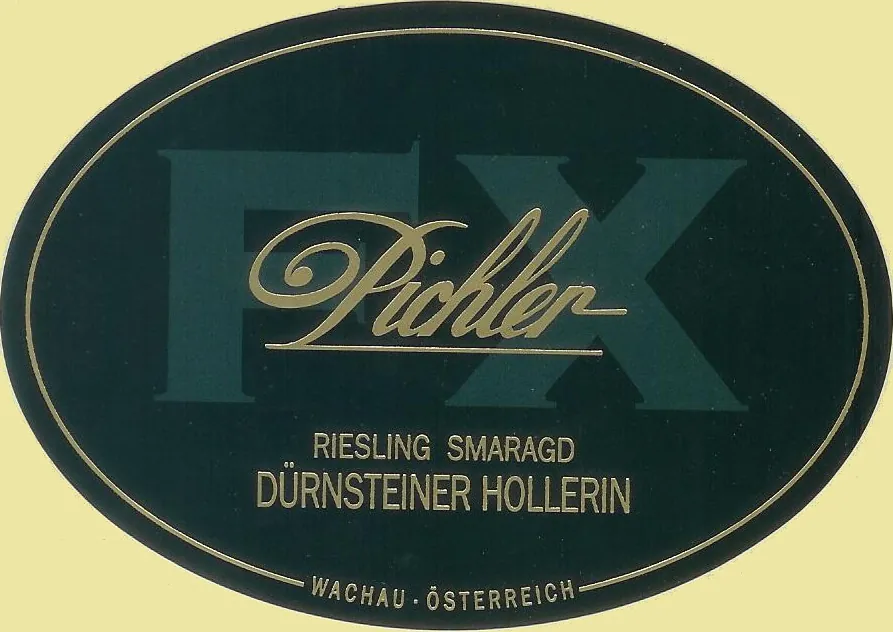 FX
Pichler
RIESLING SMARAGD
DÜRNSTEINER HOLLERIN
WACHAU · ÖSTERREICH